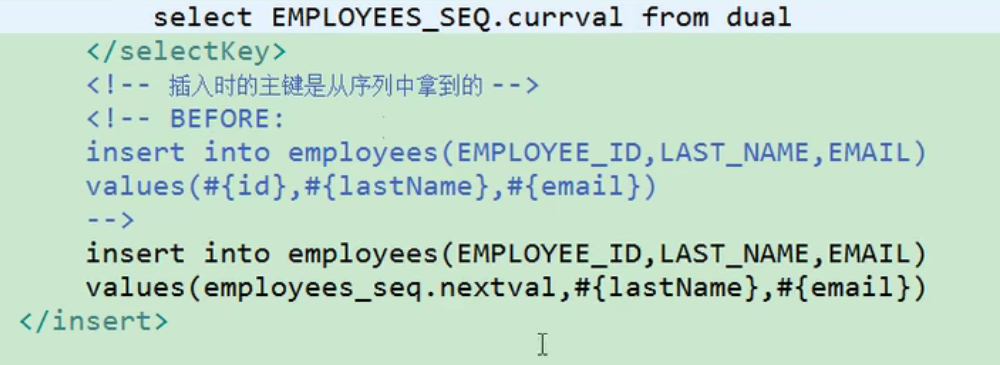 select EMPLOYEES_SEQ.currval from dual
</selectKey>
<!-- 插入时的主键是从序列中拿到的 -->
<!-- BEFORE:
insert into employees(EMPLOYEE_ID,LAST_NAME,EMAIL)
values(#{id},#{lastName},#{email})
-->
insert into employees(EMPLOYEE_ID,LAST_NAME,EMAIL)
values(employees_seq.nextval,#{lastName},#{email})
</insert>